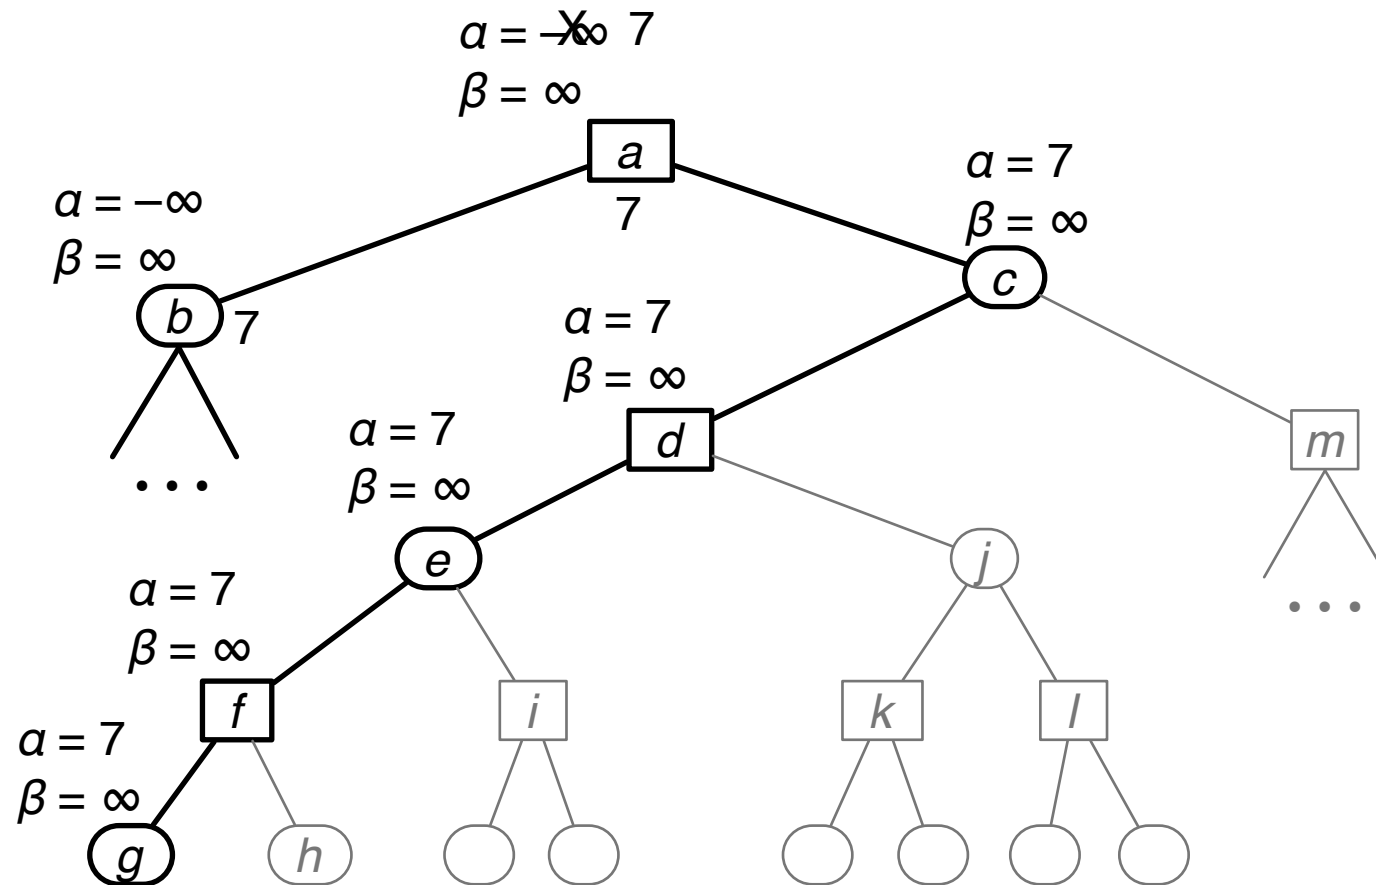 α = –∞ 7
β = ∞
a
7
α = 7
β = ∞
c
α = –∞
β = ∞
b 7
. . .
α = 7
β = ∞
d
m
. . .
α = 7
β = ∞
e
j
α = 7
β = ∞
f
i
k
l
α = 7
β = ∞
g
h